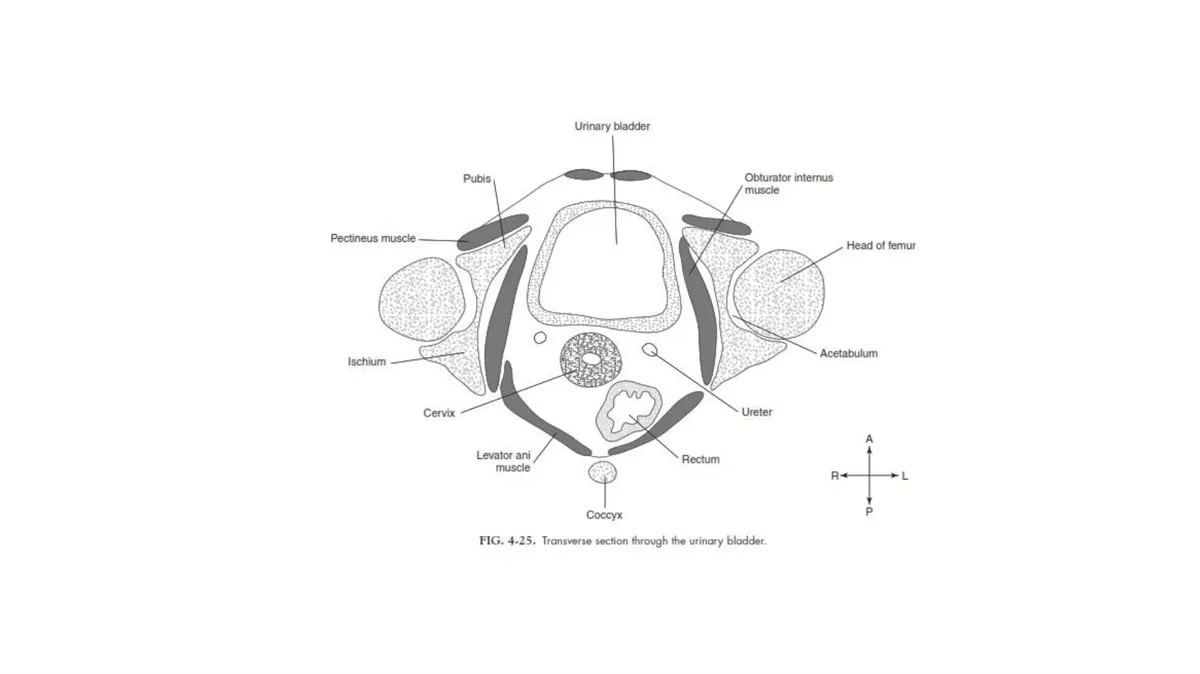 Urinary bladder
Pubis
Obturator internus
muscle
Pectineus muscle
Head of femur
Ischium
Acetabulum
Cervix
Ureter
Levator ani
muscle
Rectum
Coccyx
A
R
L
P
FIG. 4-25. Transverse section through the urinary bladder.